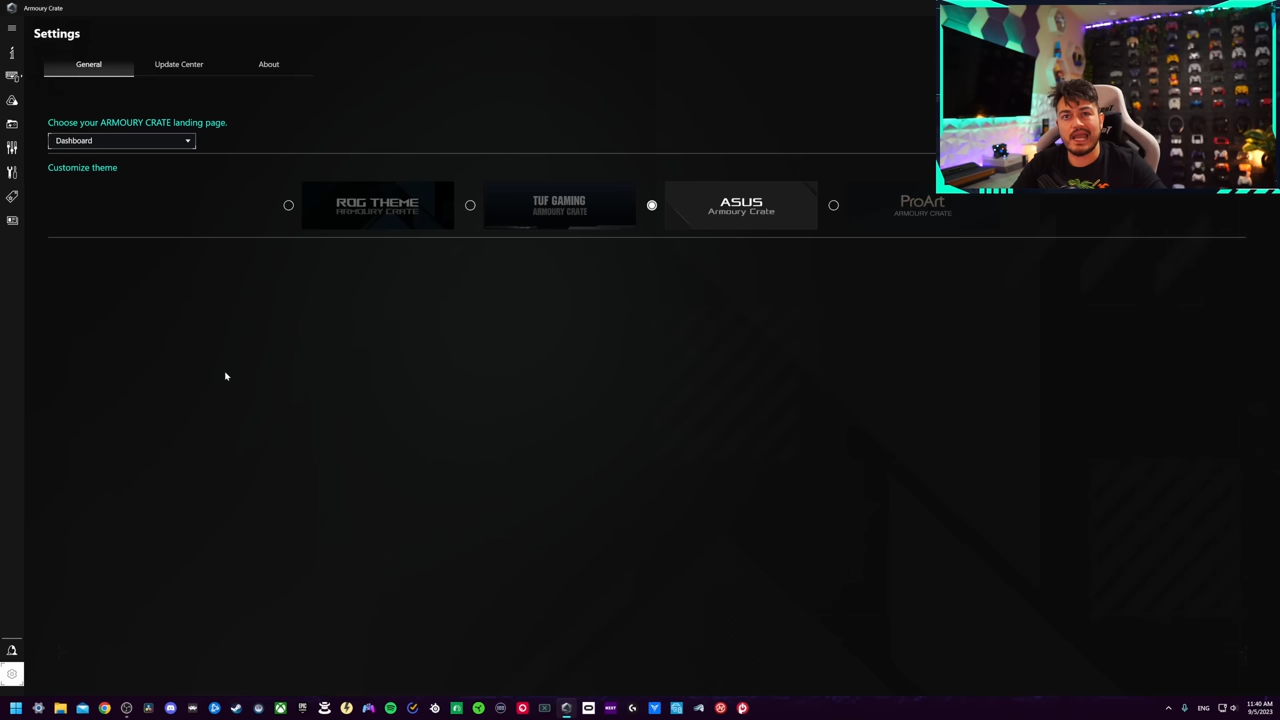 Armoury Crate
Settings
General
Update Center
About
Choose your ARMOURY CRATE landing page.
Dashboard
Customize theme
ROG THEME
ARMOURY CRATE
TUF GAMING
ARMOURY CRATE
ASUS
Armoury Crate
ProArt
ARMOURY CRATE
ENG
11:40 AM
9/5/2023